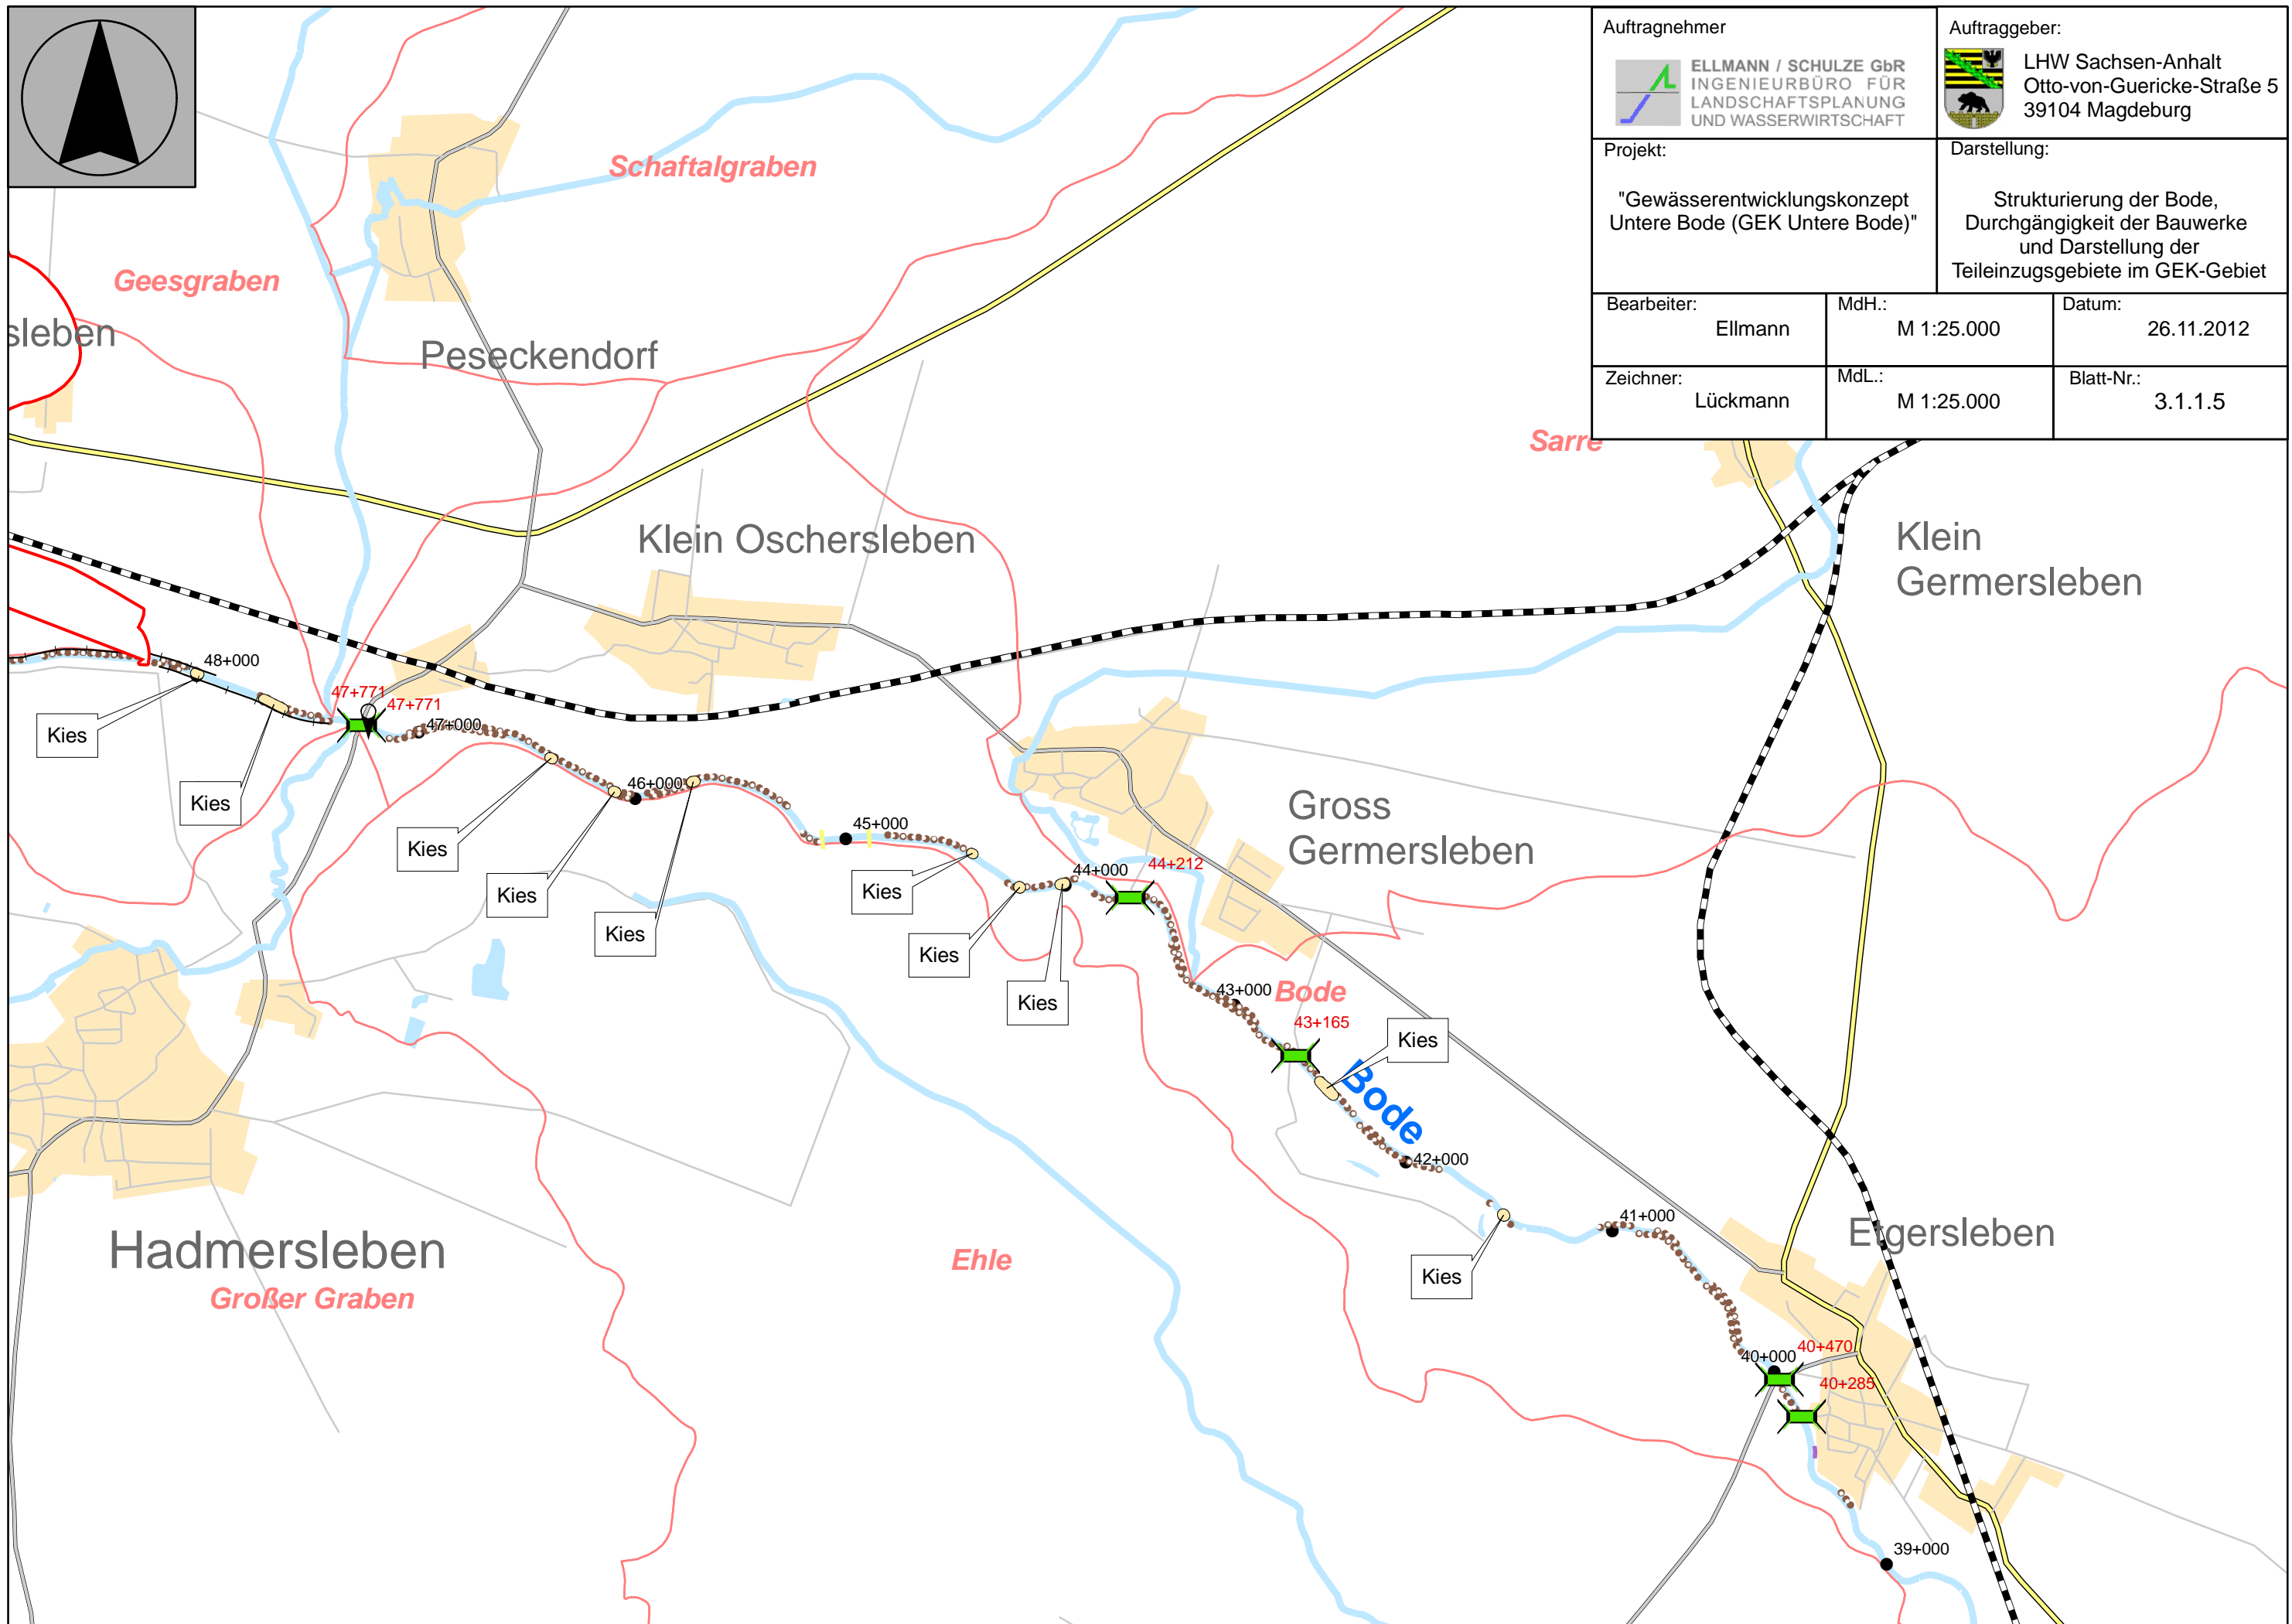 Auftragnehmer
ELLMANN / SCHULZE GbR
INGENIEURBÜRO FÜR
LANDSCHAFTSPLANUNG
UND WASSERWIRTSCHAFT
Auftraggeber:
LHW Sachsen-Anhalt
Otto-von-Guericke-Straße 5
39104 Magdeburg
Projekt:
"Gewässerentwicklungskonzept
Untere Bode (GEK Untere Bode)"
Darstellung:
Strukturierung der Bode,
Durchgängigkeit der Bauwerke
und Darstellung der
Teileinzugsgebiete im GEK-Gebiet
Bearbeiter:
Ellmann
MdH.:
M 1:25.000
Datum:
26.11.2012
Zeichner:
Lückmann
MdL.:
M 1:25.000
Blatt-Nr.:
3.1.1.5
Schaftalgraben
Geesgraben
sleben
Peseckendorf
Sarre
Klein Oschersleben
Klein
Germersleben
48+000
47+771
47+771
47+000
Kies
Kies
46+000
45+000
Kies
Kies
Kies
Kies
Kies
Kies
44+000
44+212
Gross
Germersleben
43+000
Bode
43+165
Kies
Bode
42+000
41+000
Kies
Etgersleben
Hadmersleben
Großer Graben
Ehle
40+000
40+470
40+285
39+000